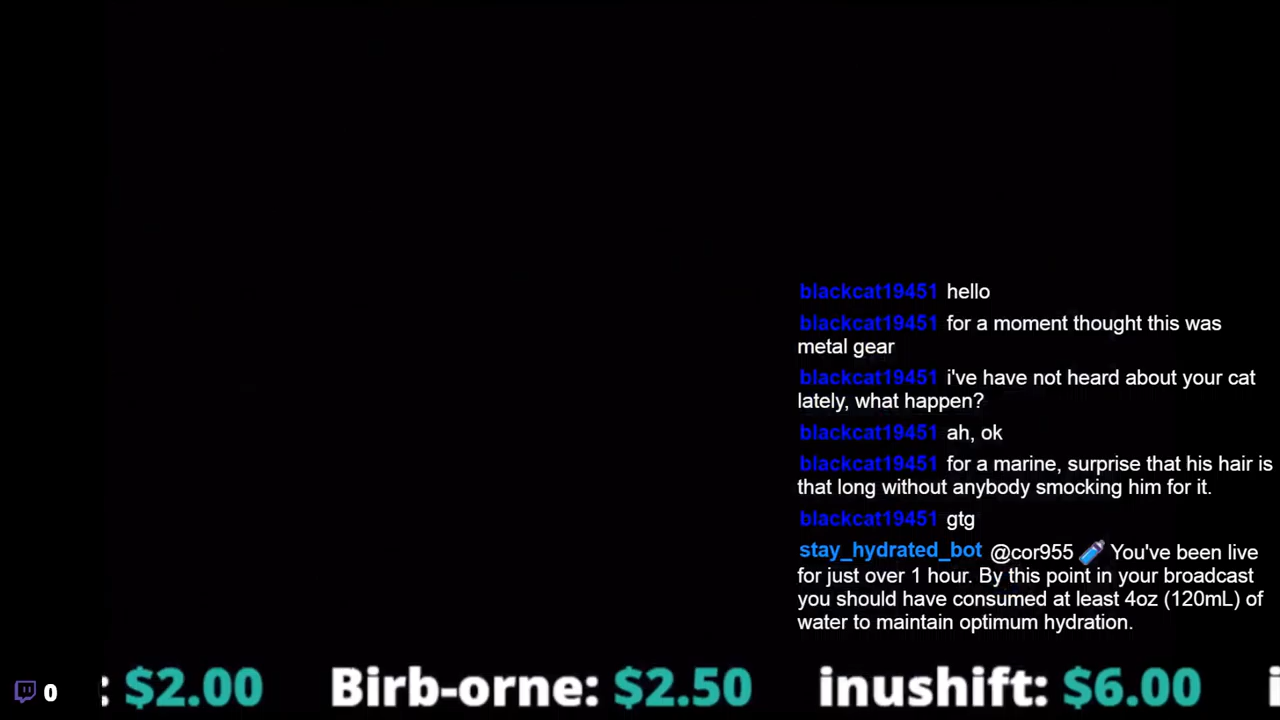 blackcat19451 hello
blackcat19451 for a moment thought this was
metal gear
blackcat19451 i've have not heard about your cat
lately, what happen?
blackcat19451 ah, ok
blackcat19451 for a marine, surprise that his hair is
that long without anybody smocking him for it.
blackcat19451 gtg
stay_hydrated_bot @cor955 You've been live
for just over 1 hour. By this point in your broadcast
you should have consumed at least 4oz (120mL) of
water to maintain optimum hydration.
0 : $2.00 Birb-orne: $2.50 inushift: $6.00 i